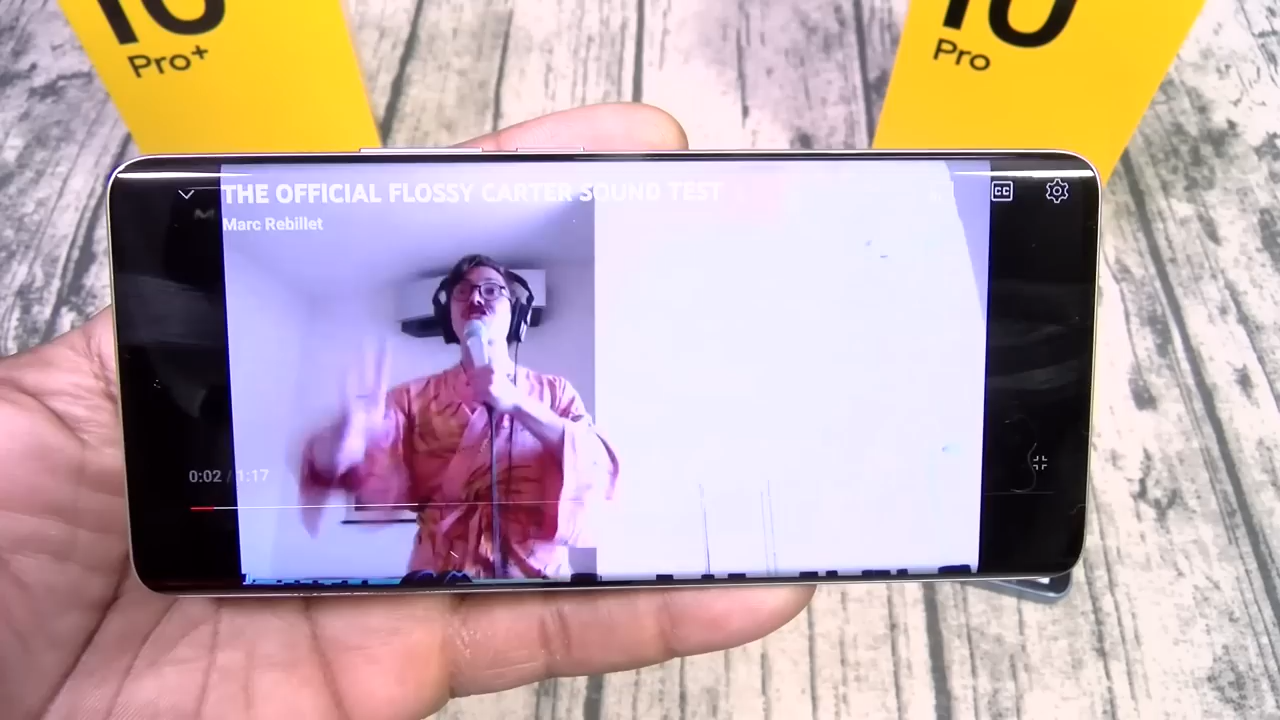 10
Pro+
10
Pro
THE OFFICIAL FLOSSY CARTER SOUND TEST
Marc Rebillet
CC
0:02 / 1:17